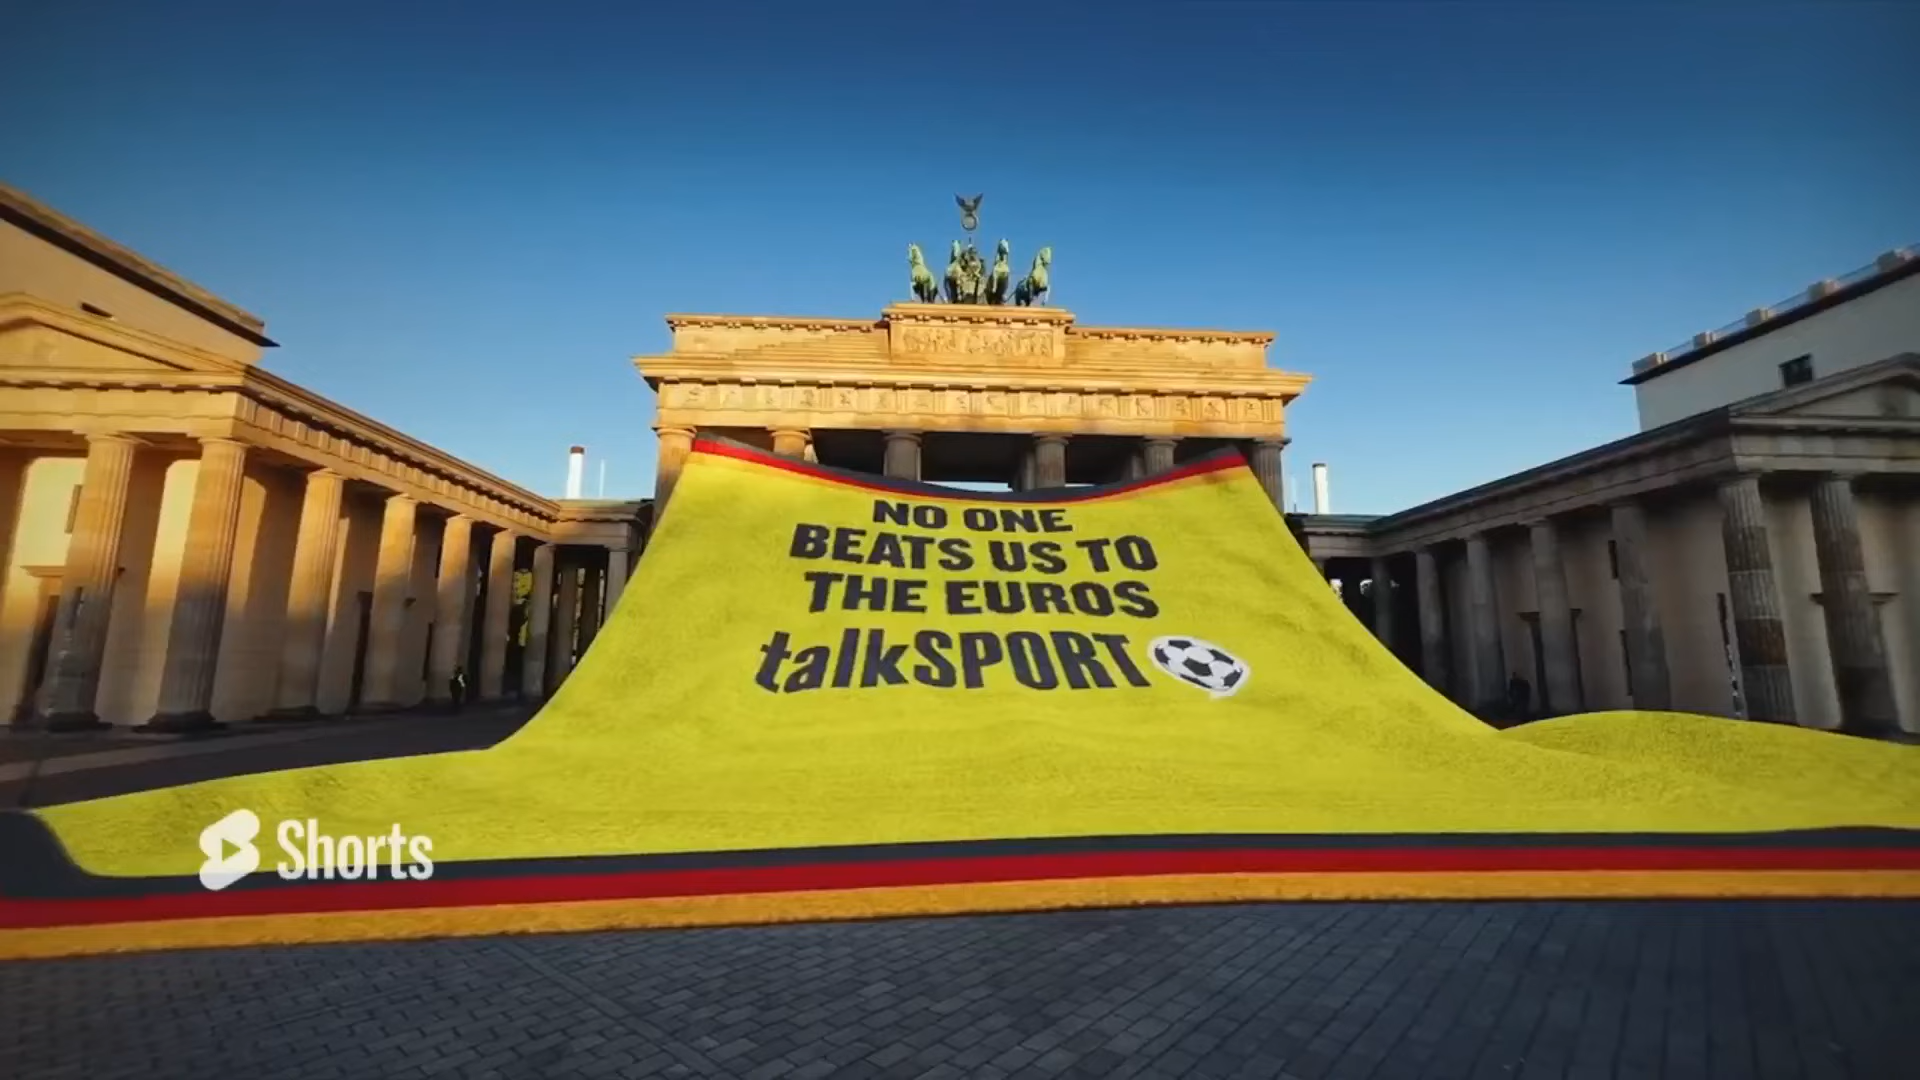 NO ONE
BEATS US TO
THE EUROS
talkSPORT
Shorts